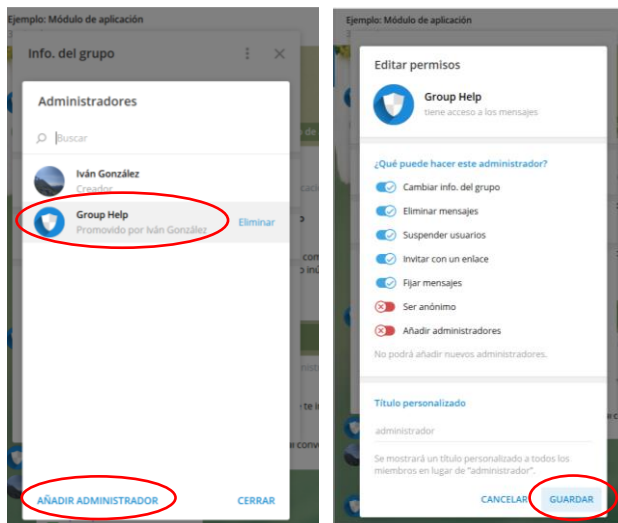 Ejemplo: Módulo de aplicación
Info. del grupo
Administradores
Buscar
Iván González
Creador
Group Help
Promovido por Iván González
Eliminar
AÑADIR ADMINISTRADOR
CERRAR
Ejemplo: Módulo de aplicación
Editar permisos
Group Help
tiene acceso a los mensajes
¿Qué puede hacer este administrador?
Cambiar info. del grupo
Eliminar mensajes
Suspender usuarios
Invitar con un enlace
Fijar mensajes
Ser anónimo
Añadir administradores
No podrá añadir nuevos administradores.
Título personalizado
administrador
Se mostrará un título personalizado a todos los
miembros en lugar de "administrador".
CANCELAR
GUARDAR